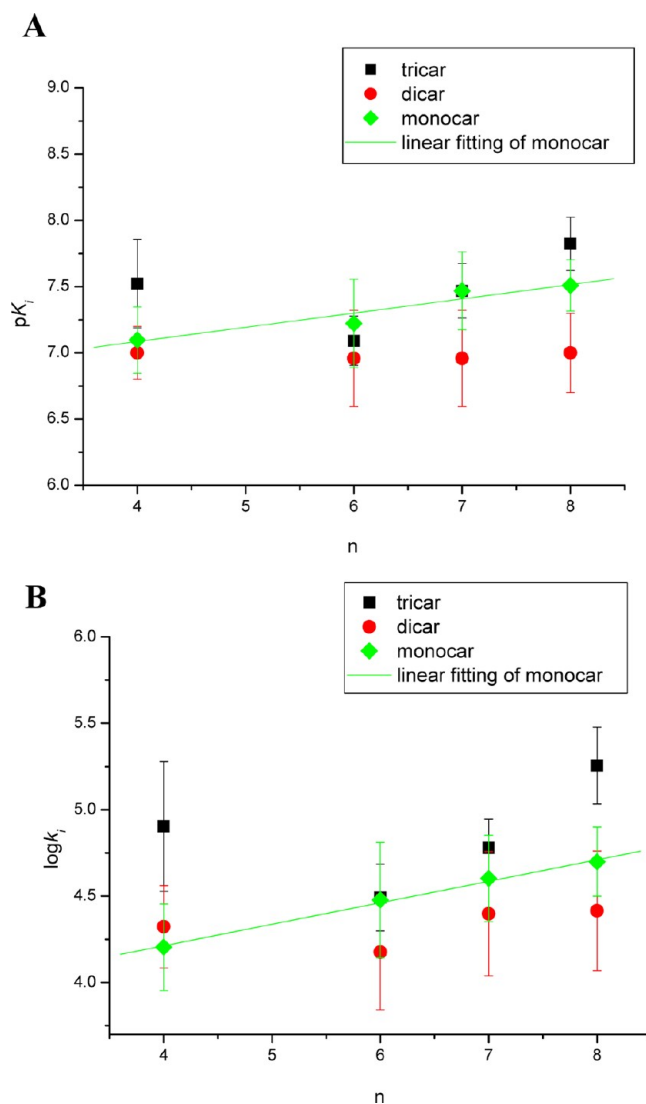 A
tricar
dicar
monocar
linear fitting of monocar
9.0
8.5
8.0
7.5
7.0
6.5
6.0
pKi
4 5 6 7 8
n
B
tricar
dicar
monocar
linear fitting of monocar
6.0
5.5
5.0
4.5
4.0
logki
4 5 6 7 8
n